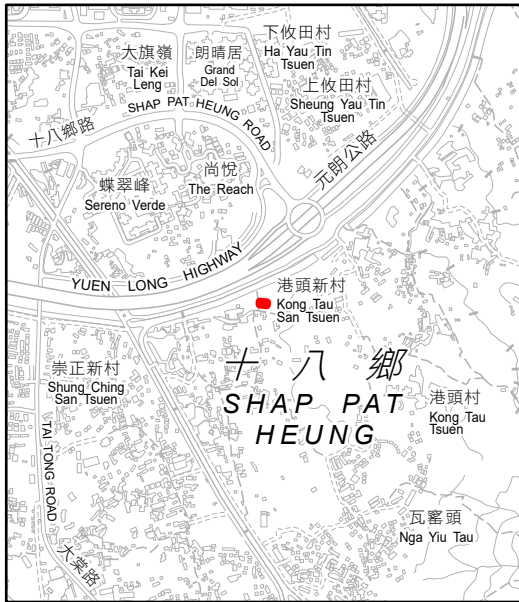 下攸田村
Ha Yau Tin
Tsuen
大旗嶺
Tai Kei
Leng
朗晴居
Grand
Del Sol
上攸田村
Sheung Yau Tin
Tsuen
十八鄉路
SHAP PAT HEUNG ROAD
尚悅
The Reach
元朗公路
蝶翠峰
Sereno Verde
YUEN LONG HIGHWAY
港頭新村
Kong Tau
San Tsuen
十八鄉
SHAP PAT
HEUNG
崇正新村
Shung Ching
San Tsuen
港頭村
Kong Tau
Tsuen
TAI TONG ROAD
大棠路
瓦窰頭
Nga Yiu Tau